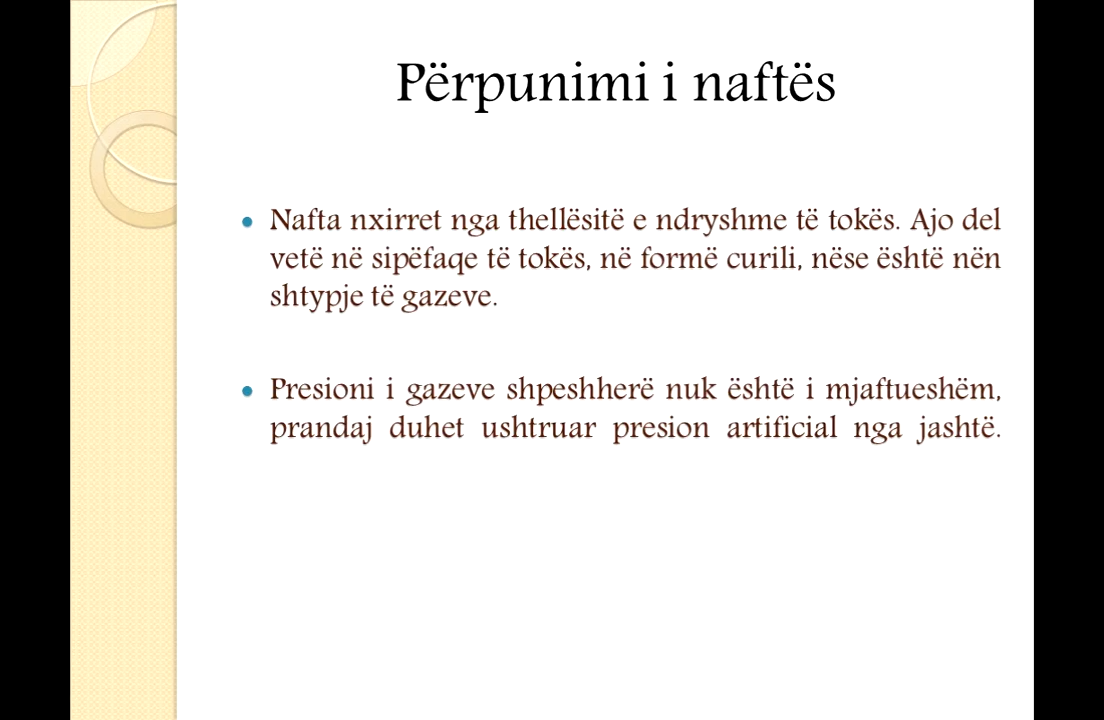 Përpunimi i naftës
• Nafta nxirret nga thellësitë e ndryshme të tokës. Ajo del
vetë në sipëfaqe të tokës, në formë curili, nëse është nën
shtypje të gazeve.
• Presioni i gazeve shpeshherë nuk është i mjaftueshëm,
prandaj duhet ushtruar presion artificial nga jashtë.